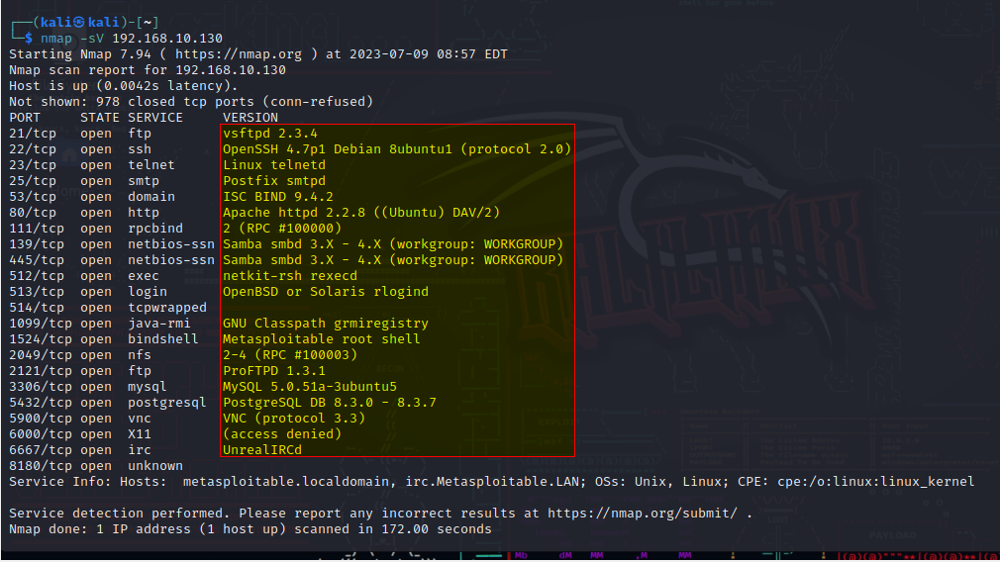 (kali㉿kali)-[~]
$ nmap -sV 192.168.10.130
Starting Nmap 7.94 ( https://nmap.org ) at 2023-07-09 08:57 EDT
Nmap scan report for 192.168.10.130
Host is up (0.0042s latency).
Not shown: 978 closed tcp ports (conn-refused)
PORT     STATE SERVICE     VERSION
21/tcp   open  ftp         vsftpd 2.3.4
22/tcp   open  ssh         OpenSSH 4.7p1 Debian 8ubuntu1 (protocol 2.0)
23/tcp   open  telnet      Linux telnetd
25/tcp   open  smtp        Postfix smtpd
53/tcp   open  domain      ISC BIND 9.4.2
80/tcp   open  http        Apache httpd 2.2.8 ((Ubuntu) DAV/2)
111/tcp  open  rpcbind     2 (RPC #100000)
139/tcp  open  netbios-ssn Samba smbd 3.X - 4.X (workgroup: WORKGROUP)
445/tcp  open  netbios-ssn Samba smbd 3.X - 4.X (workgroup: WORKGROUP)
512/tcp  open  exec        netkit-rsh rexecd
513/tcp  open  login       OpenBSD or Solaris rlogind
514/tcp  open  tcpwrapped
1099/tcp open  java-rmi    GNU Classpath grmiregistry
1524/tcp open  bindshell   Metasploitable root shell
2049/tcp open  nfs         2-4 (RPC #100003)
2121/tcp open  ftp         ProFTPD 1.3.1
3306/tcp open  mysql       MySQL 5.0.51a-3ubuntu5
5432/tcp open  postgresql  PostgreSQL DB 8.3.0 - 8.3.7
5900/tcp open  vnc         VNC (protocol 3.3)
6000/tcp open  X11         (access denied)
6667/tcp open  irc         UnrealIRCd
8180/tcp open  unknown
Service Info: Hosts:  metasploitable.localdomain, irc.Metasploitable.LAN; OSs: Unix, Linux; CPE: cpe:/o:linux:linux_kernel
Service detection performed. Please report any incorrect results at https://nmap.org/submit/ .
Nmap done: 1 IP address (1 host up) scanned in 172.00 seconds
KALI LINUX
PAYLOAD